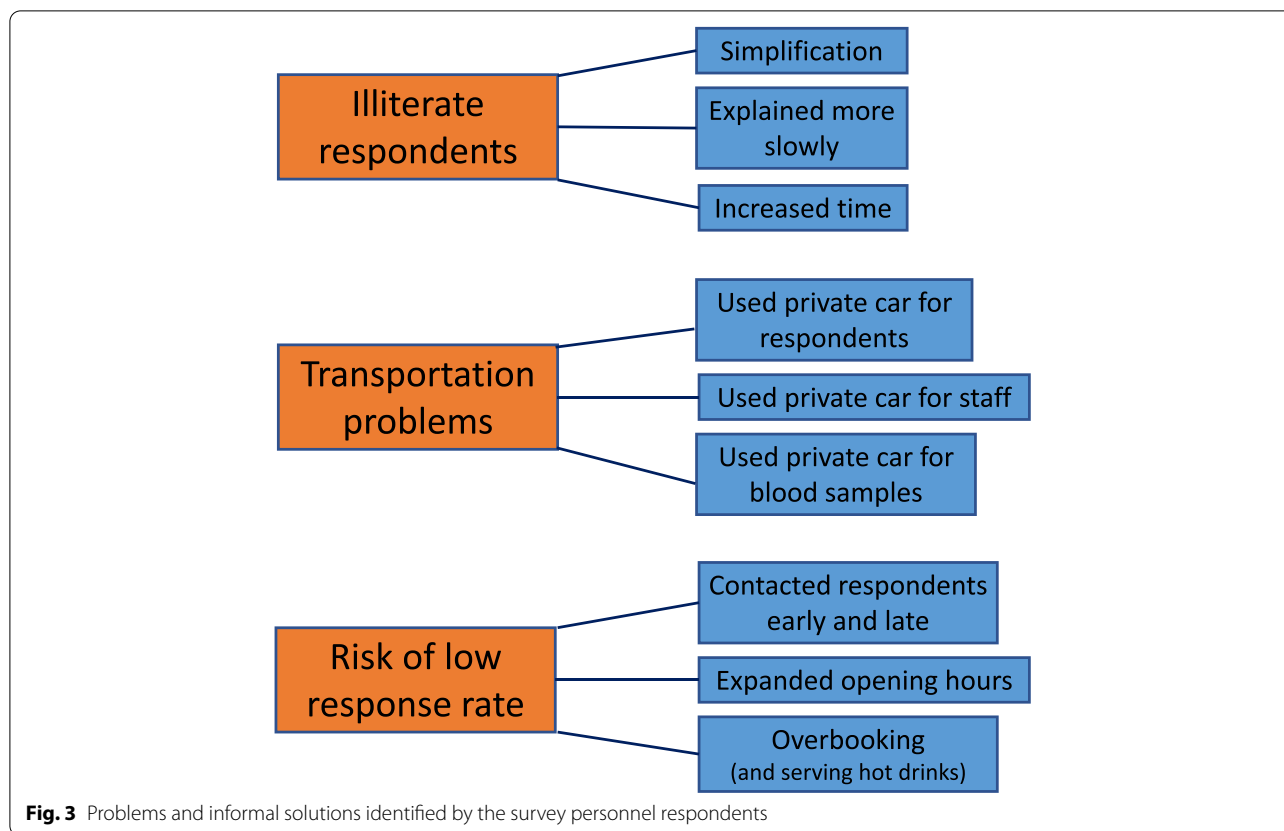 Illiterate
respondents
Simplification
Explained more
slowly
Increased time
Transportation
problems
Used private car for
respondents
Used private car for staff
Used private car for
blood samples
Risk of low
response rate
Contacted respondents
early and late
Expanded opening hours
Overbooking
(and serving hot drinks)
Fig. 3 Problems and informal solutions identified by the survey personnel respondents